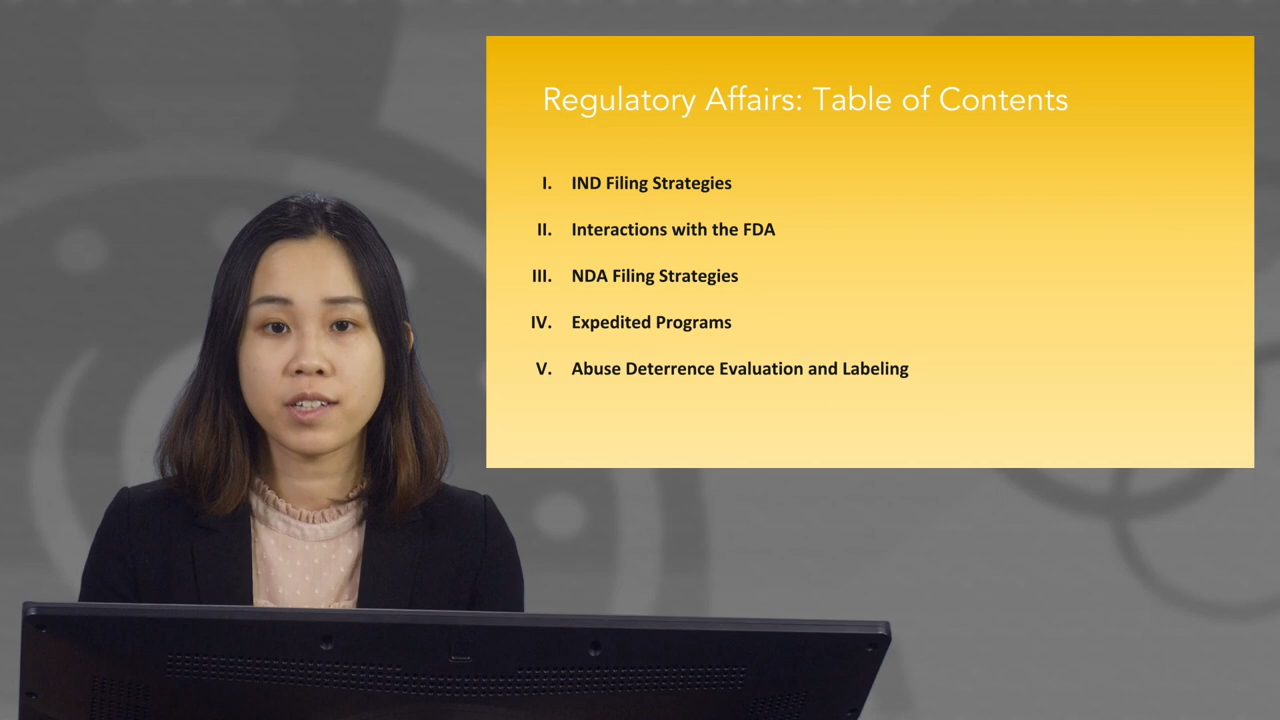 Regulatory Affairs: Table of Contents
I. IND Filing Strategies
II. Interactions with the FDA
III. NDA Filing Strategies
IV. Expedited Programs
V. Abuse Deterrence Evaluation and Labeling